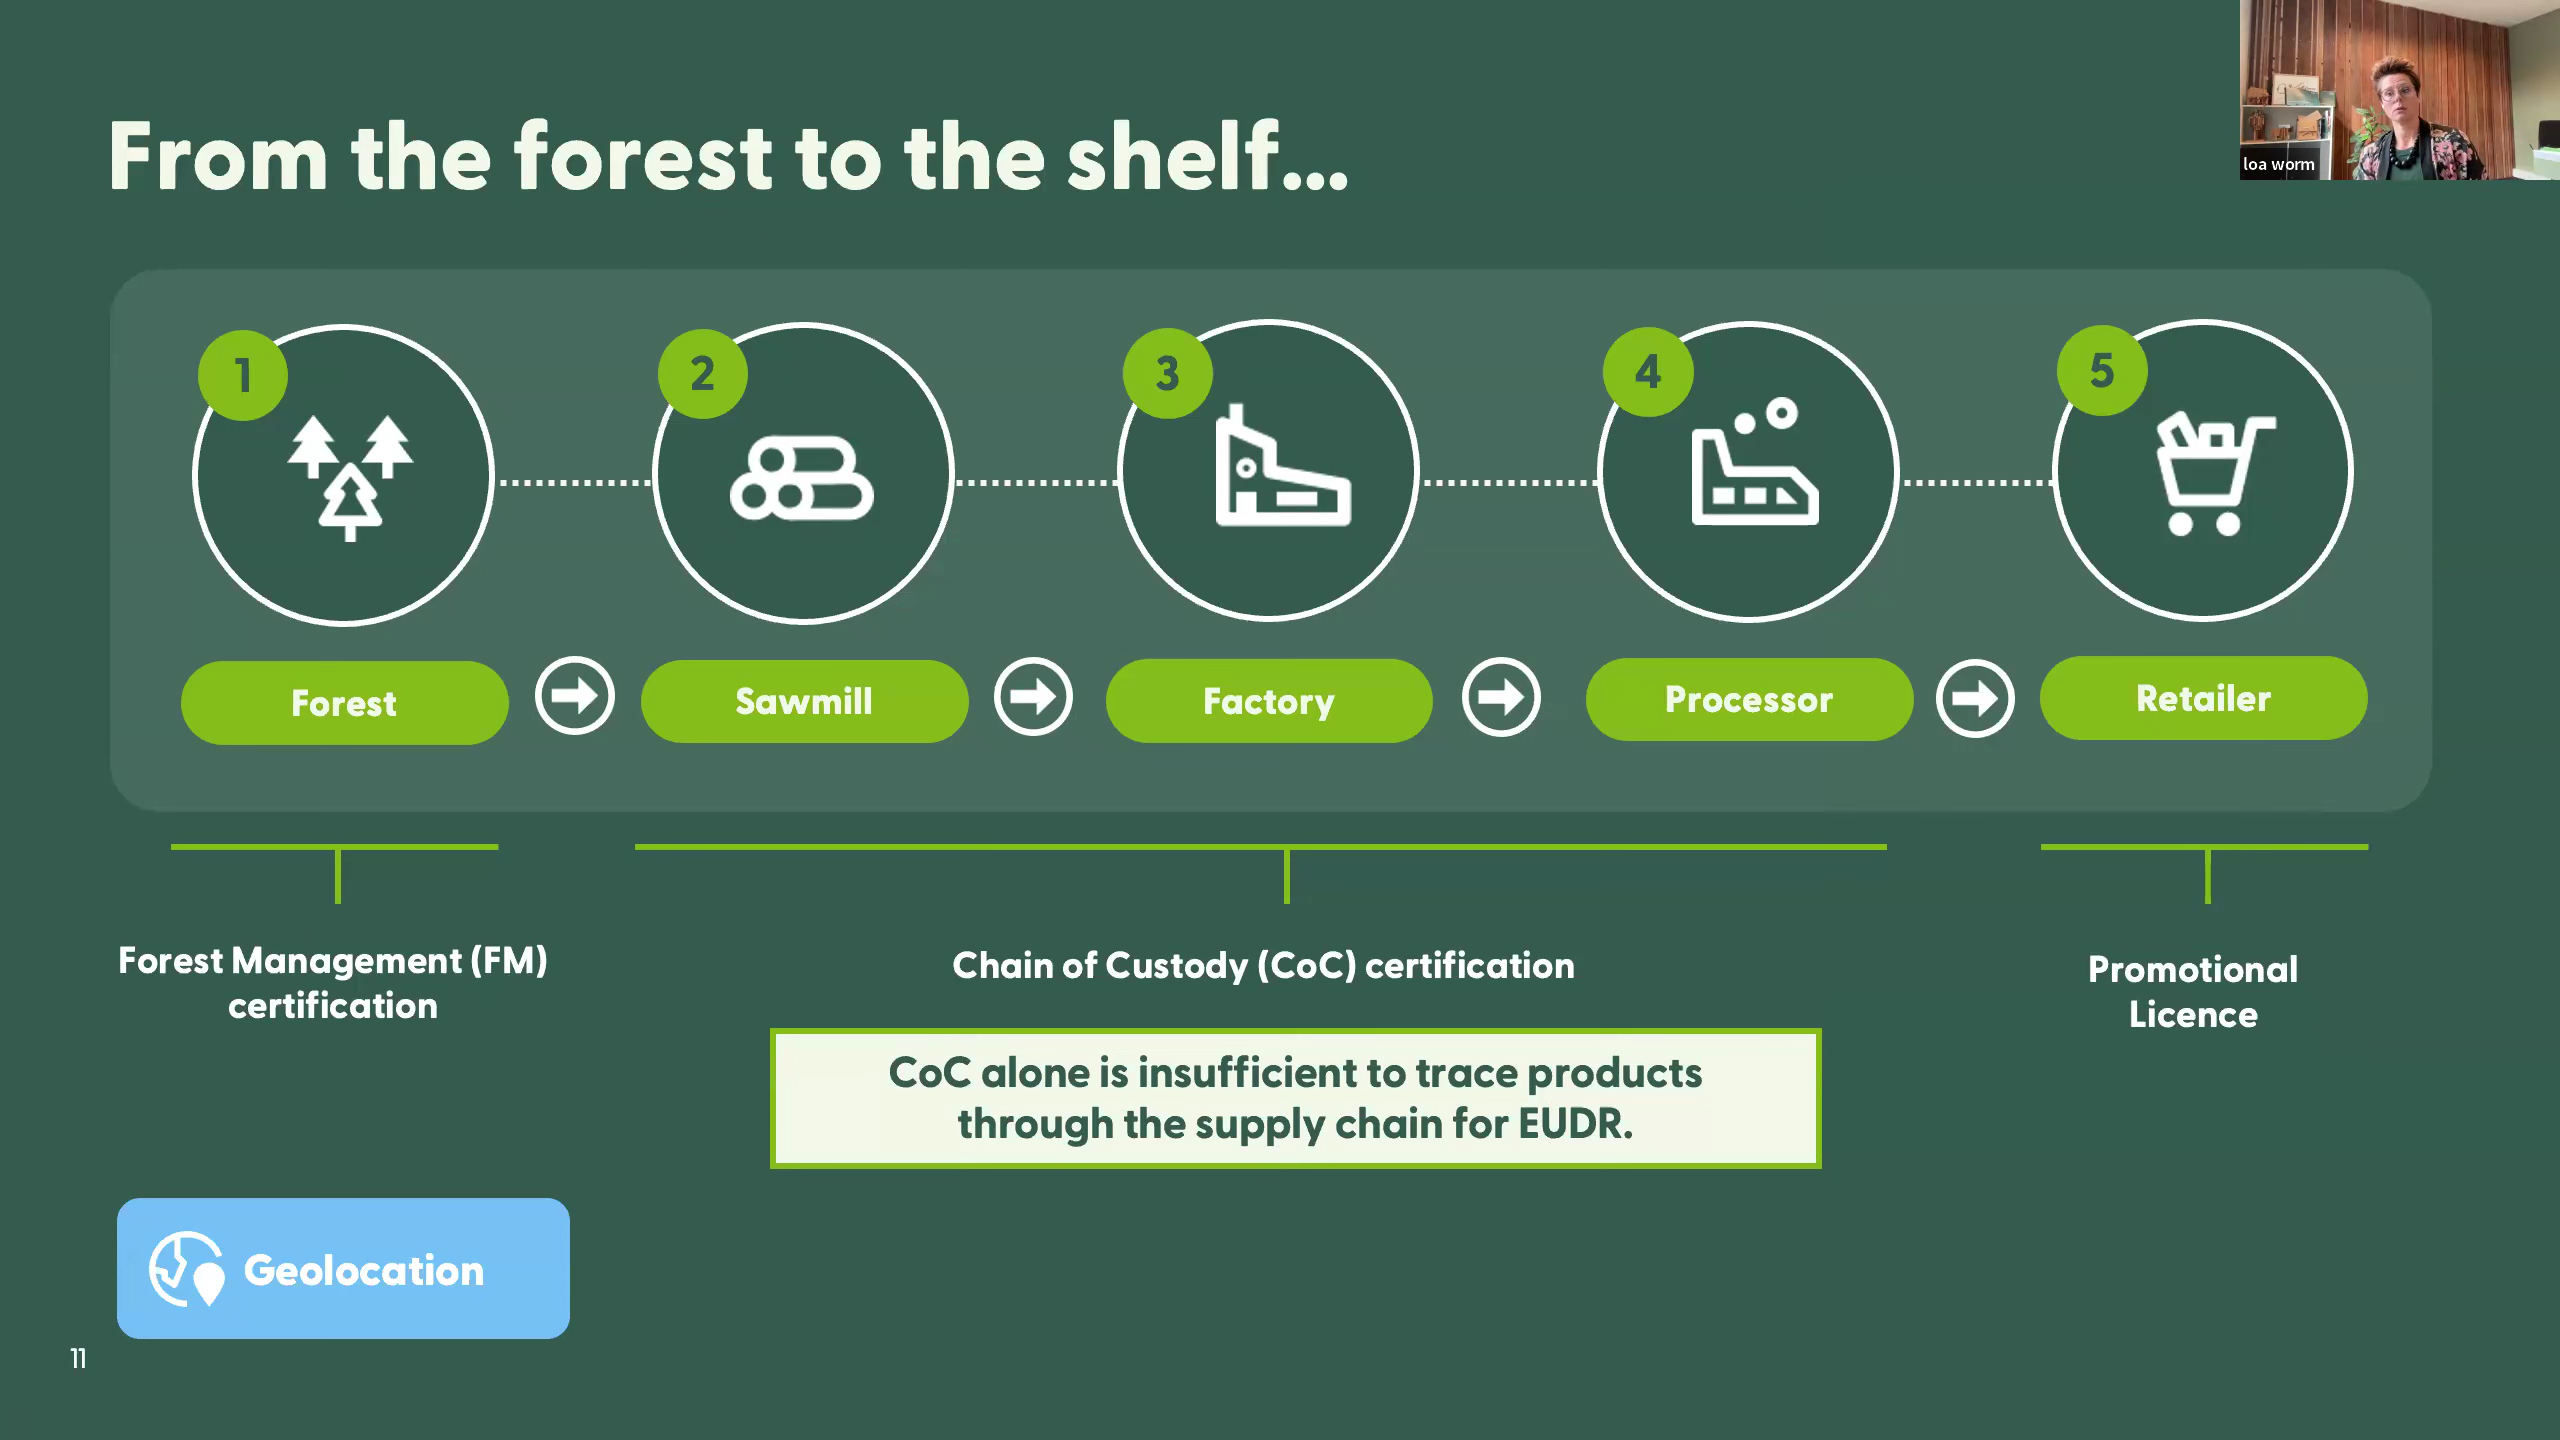 From the forest to the shelf...
loa worm
1
2
3
4
5
Forest
Sawmill
Factory
Processor
Retailer
Forest Management (FM)
certification
Chain of Custody (CoC) certification
Promotional
Licence
CoC alone is insufficient to trace products
through the supply chain for EUDR.
Geolocation
11